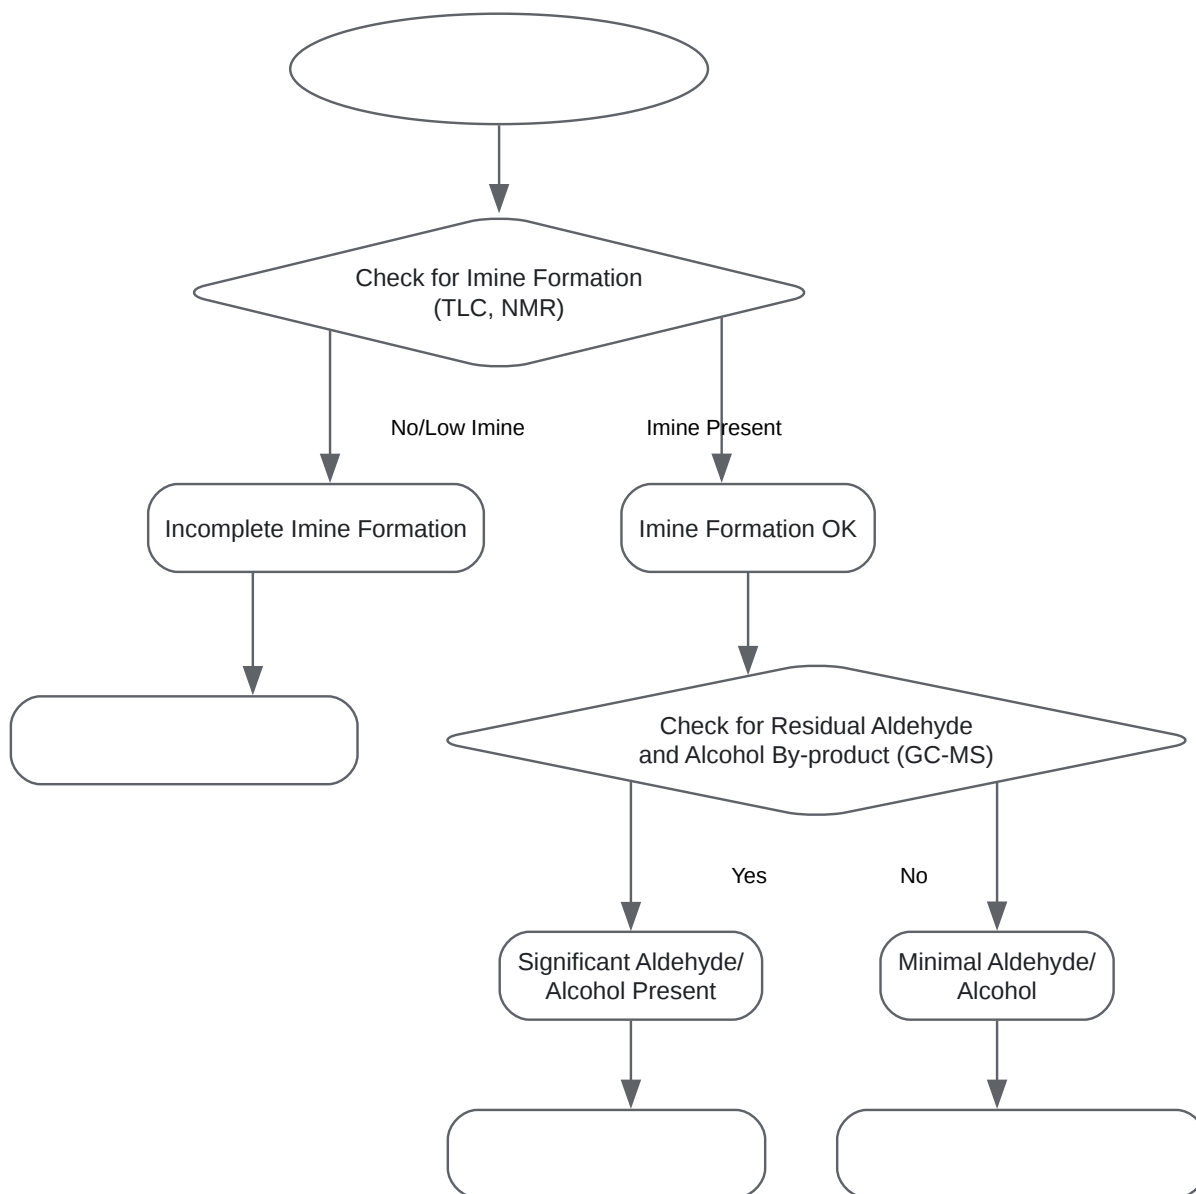 Check for Imine Formation
(TLC, NMR)
No/Low Imine
Imine Present
Incomplete Imine Formation
Imine Formation OK
Check for Residual Aldehyde
and Alcohol By-product (GC-MS)
Yes
No
Significant Aldehyde/
Alcohol Present
Minimal Aldehyde/
Alcohol